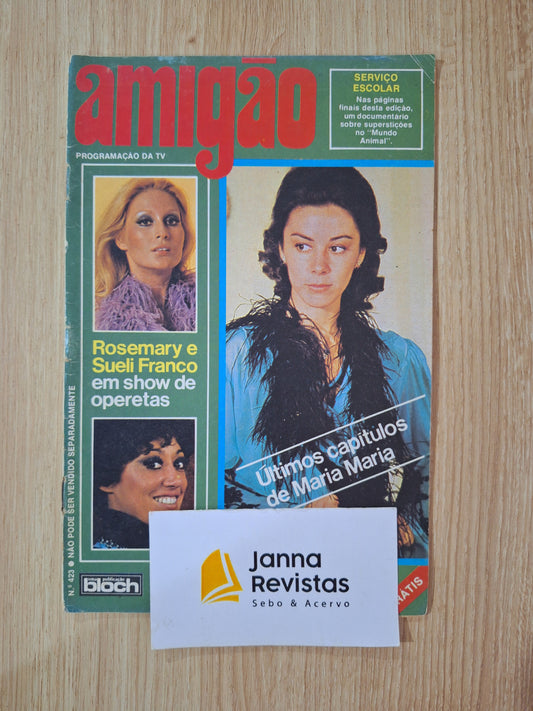 amigão
PROGRAMAÇÃO DA TV
SERVIÇO
ESCOLAR
Nas páginas
finais desta edição,
um documentário
sobre superstições
no "Mundo
Animal".
Rosemary e
Sueli Franco
em show de
operetas
Últimos capítulos
de Maria Maria
N.º 423 ● NÃO PODE SER VENDIDO SEPARADAMENTE
uma publicação
bloch
Janna
Revistas
Sebo & Acervo